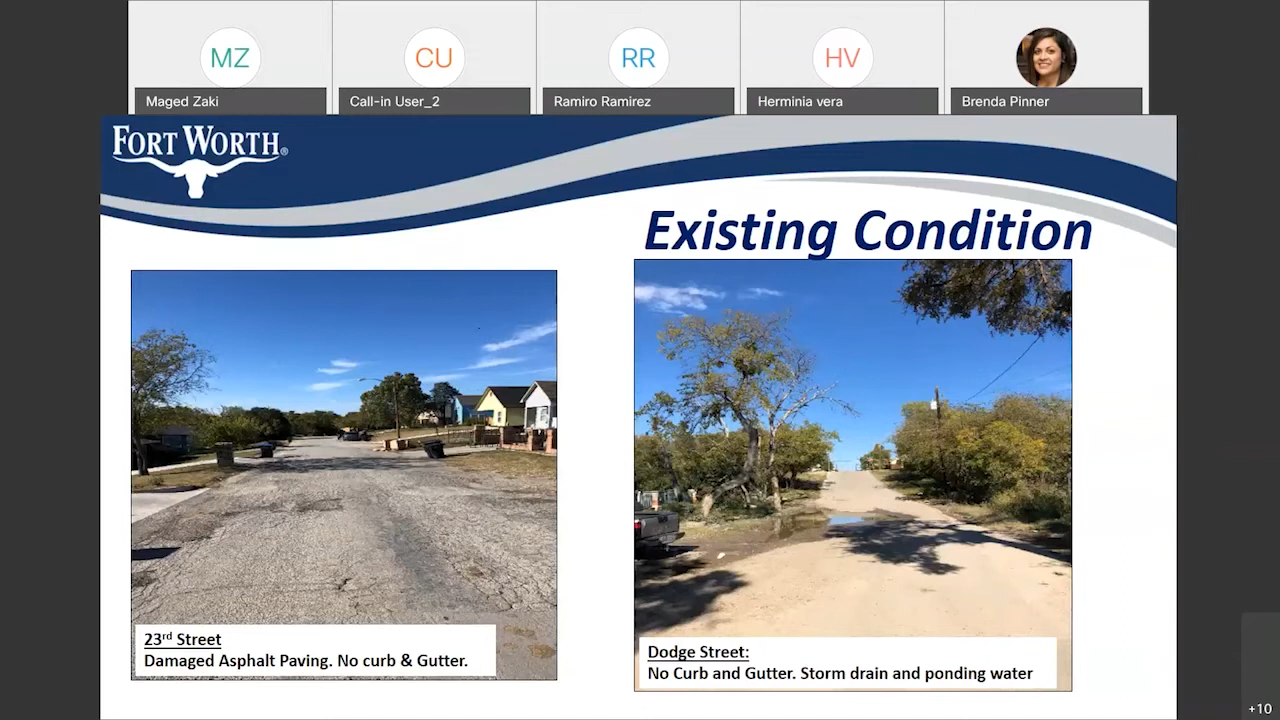 MZ
CU
RR
HV
Maged Zaki
Call-in User_2
Ramiro Ramirez
Herminia vera
Brenda Pinner
FORT WORTH®
Existing Condition
23rd Street
Damaged Asphalt Paving. No curb & Gutter.
Dodge Street:
No Curb and Gutter. Storm drain and ponding water
+10